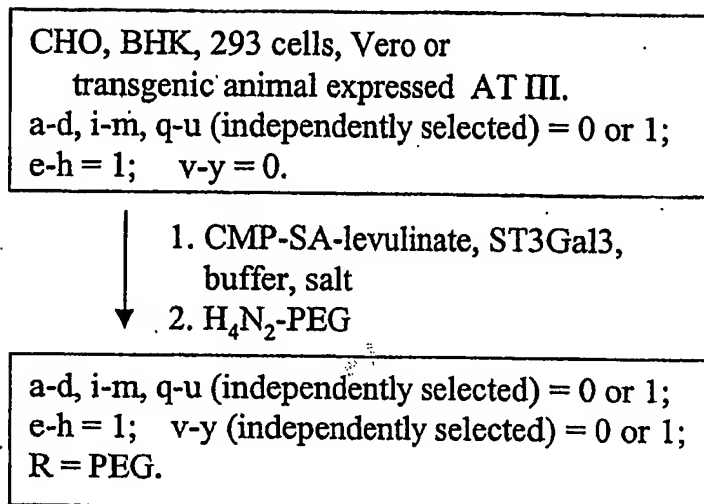 CHO, BHK, 293 cells, Vero or
transgenic animal expressed AT III.
a-d, i-m, q-u (independently selected) = 0 or 1;
e-h = 1; v-y = 0.
1. CMP-SA-levulinate, ST3Gal3,
buffer, salt
2. H₄N₂-PEG
a-d, i-m, q-u (independently selected) = 0 or 1;
e-h = 1; v-y (independently selected) = 0 or 1;
R = PEG.